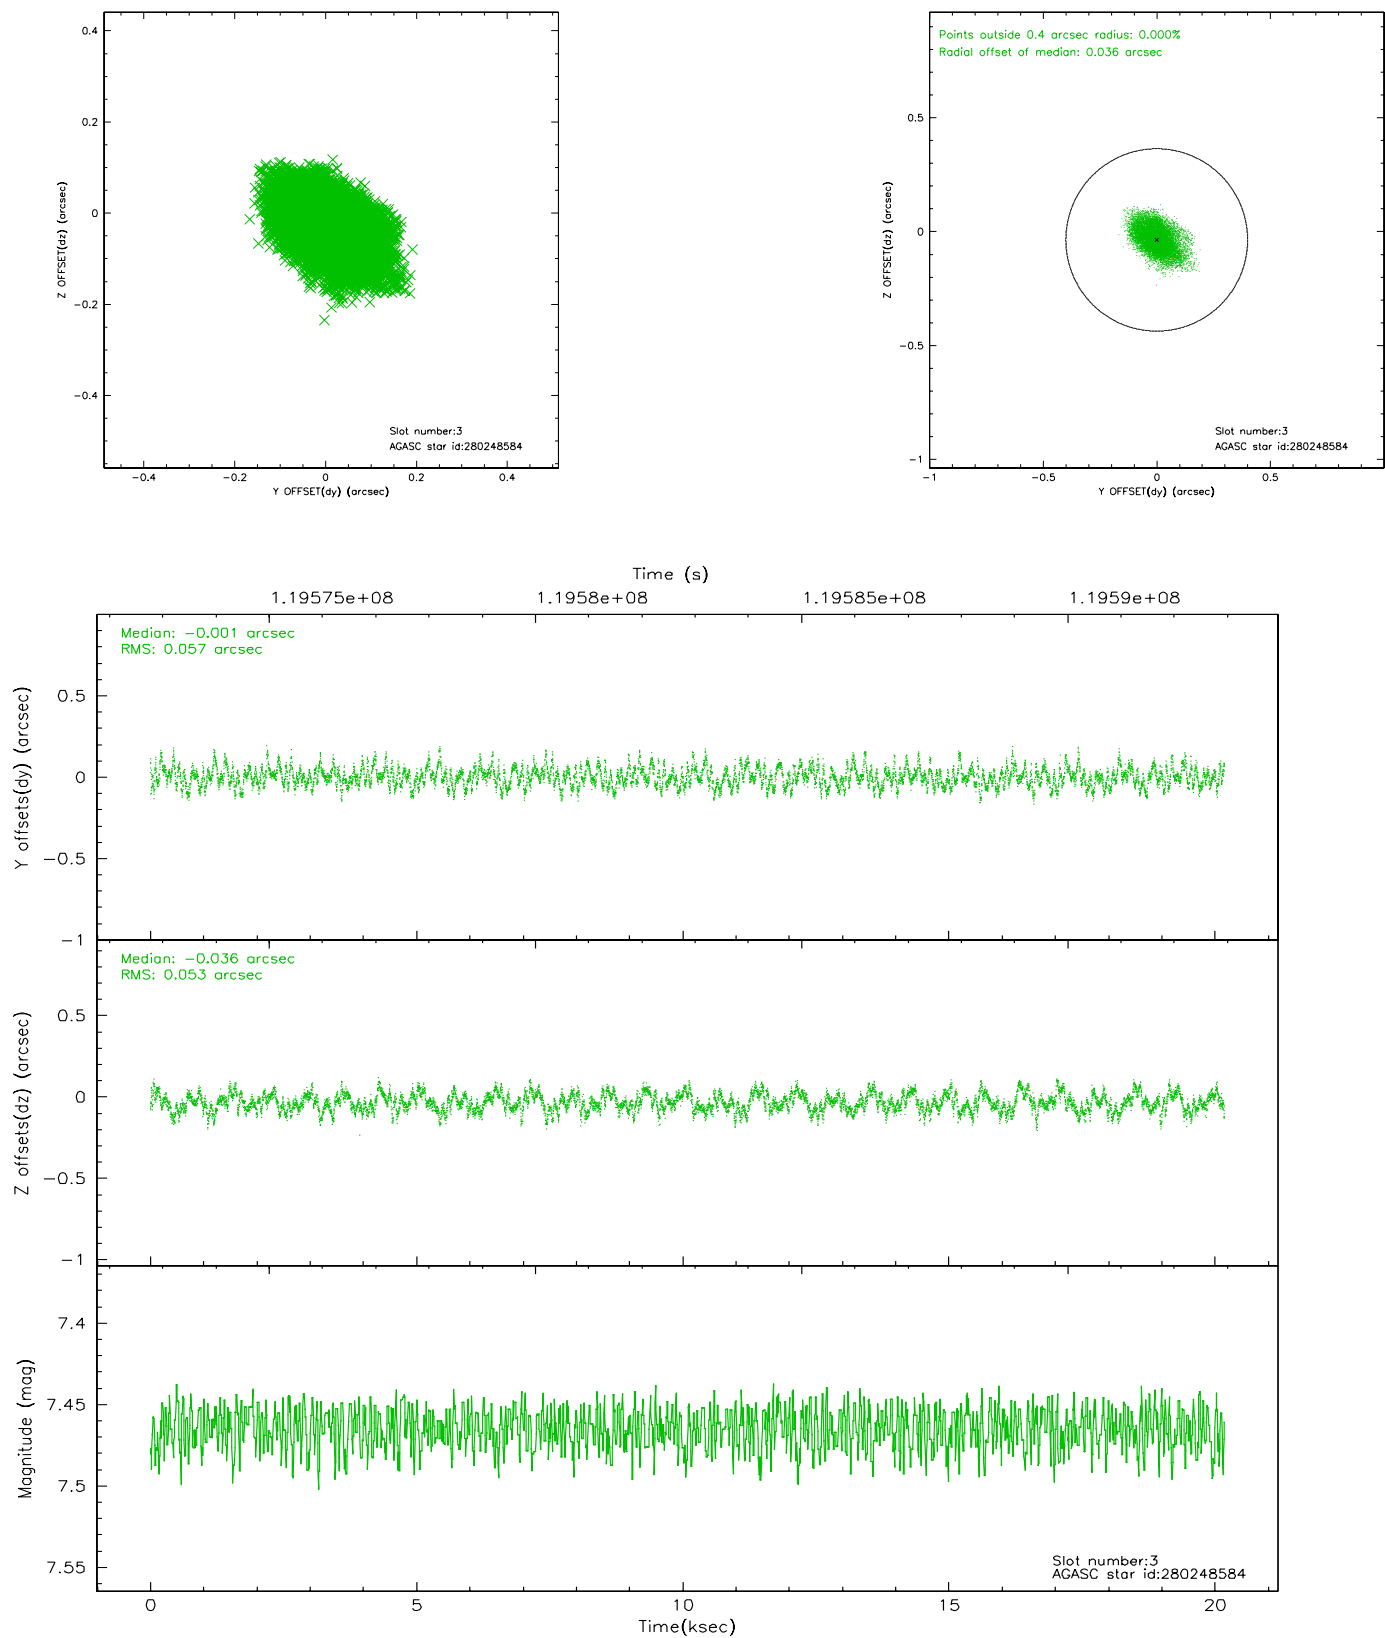 0.4
0.2
0
-0.2
-0.4
Z OFFSET(dz) (arcsec)
Slot number:3
AGASC star id:280248584
-0.4 -0.2 0 0.2 0.4
Y OFFSET(dy) (arcsec)
Points outside 0.4 arcsec radius: 0.000%
Radial offset of median: 0.036 arcsec
0.5
0
-0.5
-1
Z OFFSET(dz) (arcsec)
Slot number:3
AGASC star id:280248584
-1 -0.5 0 0.5
Y OFFSET(dy) (arcsec)
Time (s)
1.19575e+08 1.1958e+08 1.19585e+08 1.1959e+08
Median: -0.001 arcsec
RMS: 0.057 arcsec
0.5
0
-0.5
-1
Y offsets(dy) (arcsec)
Median: -0.036 arcsec
RMS: 0.053 arcsec
0.5
0
-0.5
-1
Z offsets(dz) (arcsec)
7.4
7.45
7.5
7.55
Magnitude (mag)
Slot number:3
AGASC star id:280248584
0 5 10 15 20
Time(ksec)